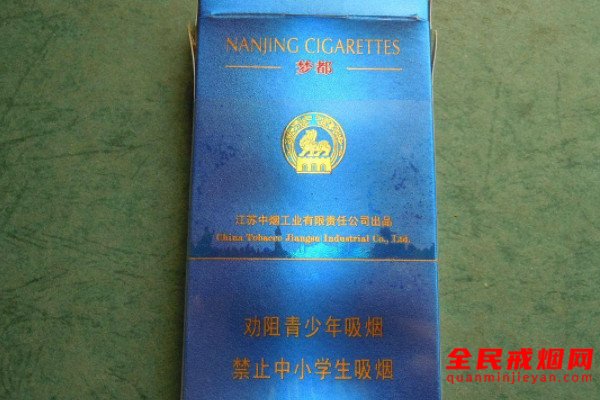 NANJING CIGARETTES
梦都
江苏中烟工业有限责任公司出品
China Tobacco Jiangsu Industrial Co., Ltd.
劝阻青少年吸烟
禁止中小学生吸烟
全民戒烟网
quanminjieyan.com